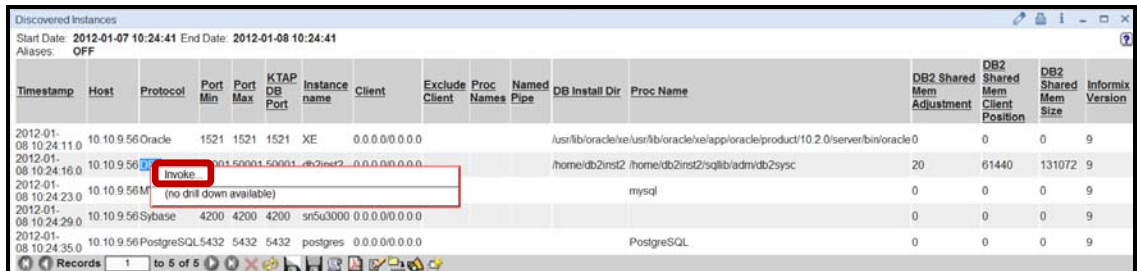 Discovered Instances
Start Date: 2012-01-07 10:24:41 End Date: 2012-01-08 10:24:41
Aliases: OFF
Timestamp Host Protocol Port Min Port Max KTAP DB Port Instance name Client Exclude Client Proc Names Named Pipe DB Install Dir Proc Name DB2 Shared Mem Adjustment DB2 Shared Mem Client Position DB2 Shared Mem Size Informix Version
2012-01-08 10:24:11.0 10.10.9.56 Oracle 1521 1521 1521 XE 0.0.0.0/0.0.0.0 /usr/lib/oracle/xe/usr/lib/oracle/xe/app/oracle/product/10.2.0/server/bin/oracle 0 0 0 9
2012-01-08 10:24:16.0 10.10.9.56 50001 50001 db2inst2 0.0.0.0/0.0.0.0 /home/db2inst2 /home/db2inst2/sqllib/adm/db2sysc 20 61440 131072 9
Invoke...
2012-01-08 10:24:23.0 10.10.9.56 M mysql 0 0 0 9
(no drill down available)
2012-01-08 10:24:29.0 10.10.9.56 Sybase 4200 4200 4200 sn5u3000 0.0.0.0/0.0.0.0 0 0 0 9
2012-01-08 10:24:35.0 10.10.9.56 PostgreSQL 5432 5432 5432 postgres 0.0.0.0/0.0.0.0 PostgreSQL 0 0 0 9
Records 1 to 5 of 5